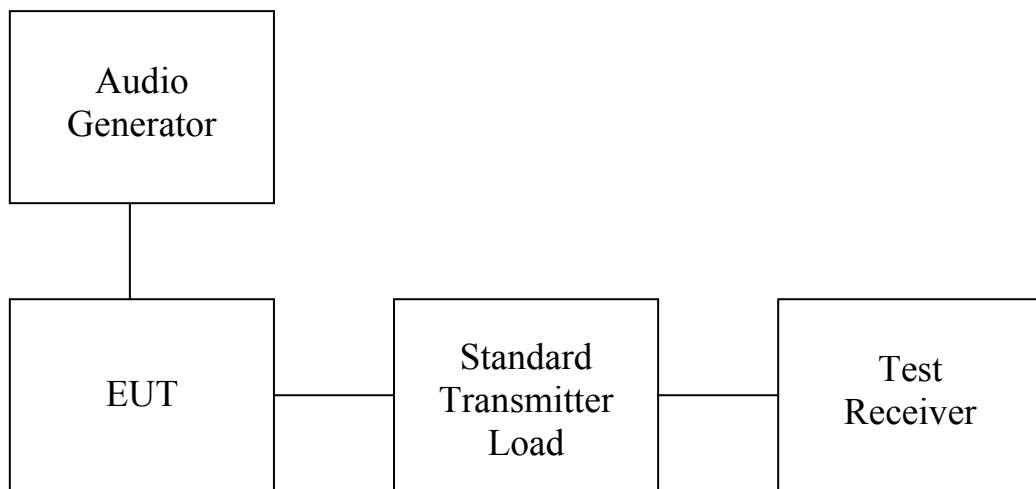 Audio
Generator
EUT
Standard
Transmitter
Load
Test
Receiver